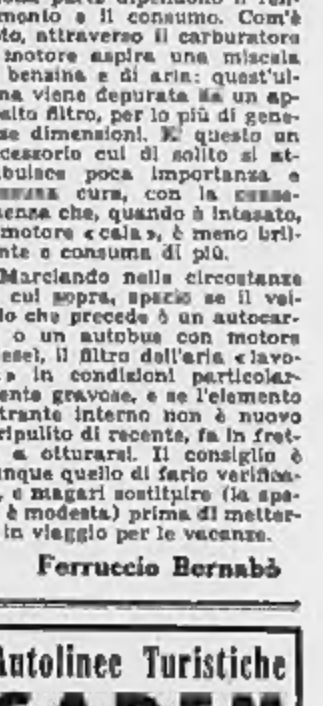 monio e il consumo. Com'è
to, attraverso il carburatore
motore aspira una miscela
benzina e di aria: quest'ul-
ma viene depurata da un ap-
sito filtro, per lo più di gene-
se dimensioni. E' questo un
cessorio cui di solito si at-
ibuisce poca importanza e
cura, con la conse-
uenza che, quando è intasato,
motore « cala », è meno bril-
nte e consuma di più.
Marciando nelle circostanze
cui sopra, specie se il vei-
lo che precede è un autocar-
o un autobus con motore
esel, il filtro dell'aria « lavo-
» in condizioni particolar-
ente gravose, e se l'elemento
trante interno non è nuovo
ripulito di recente, fa in fret-
a otturarsi. Il consiglio è
unque quello di farlo verifica-
, e magari sostituire (la spe-
è modesta) prima di metter-
in viaggio per le vacanze.
Ferruccio Bernabò
Autolinee Turistiche